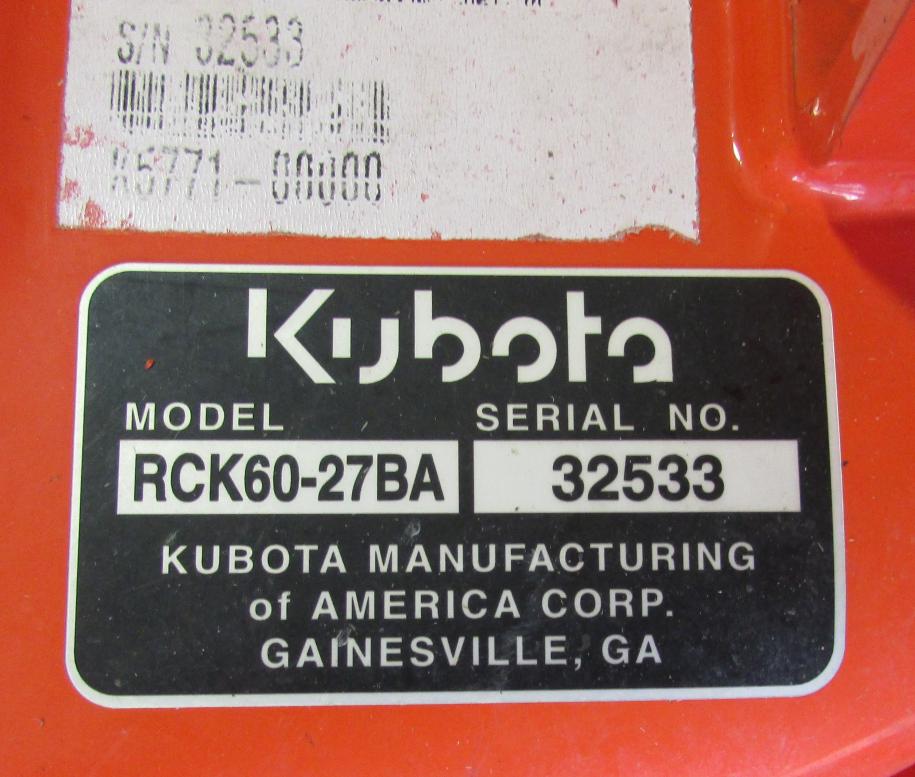 S/N 32533
K5771-00000
Kubota
MODEL SERIAL NO.
RCK60-27BA 32533
KUBOTA MANUFACTURING
of AMERICA CORP.
GAINESVILLE, GA